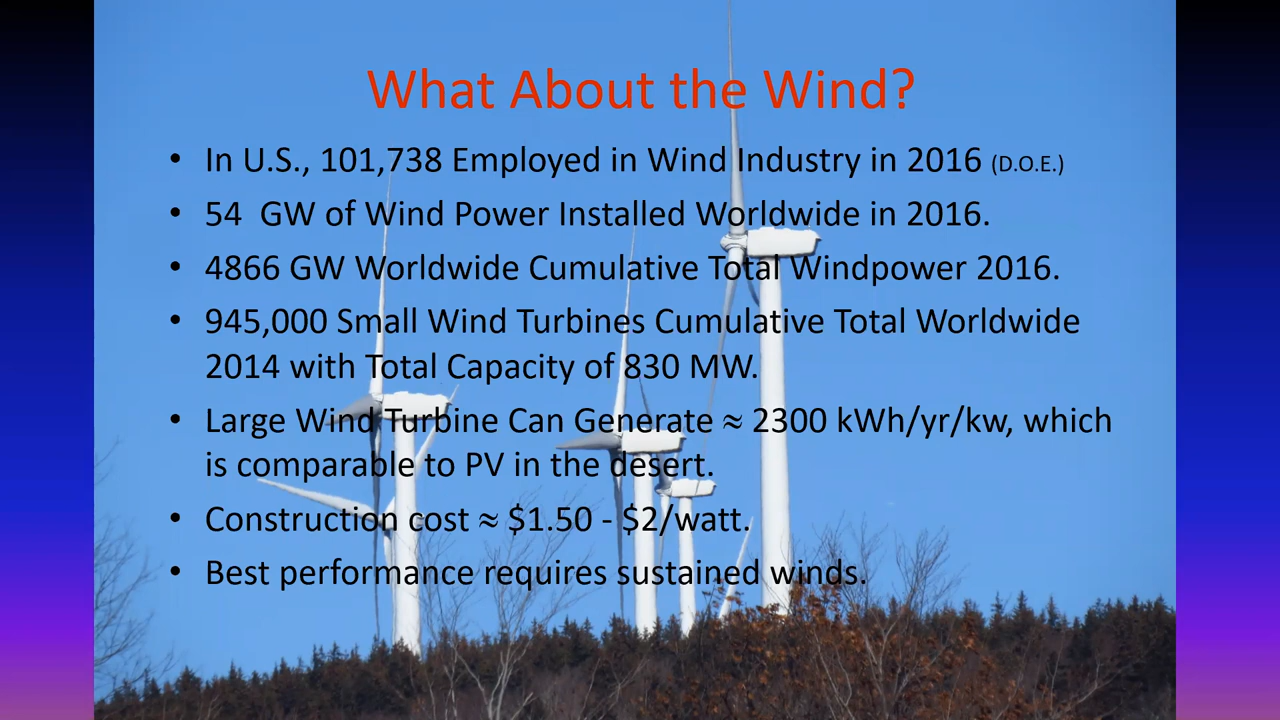 What About the Wind?
• In U.S., 101,738 Employed in Wind Industry in 2016 (D.O.E.)
• 54  GW of Wind Power Installed Worldwide in 2016.
• 4866 GW Worldwide Cumulative Total Windpower 2016.
• 945,000 Small Wind Turbines Cumulative Total Worldwide
2014 with Total Capacity of 830 MW.
• Large Wind Turbine Can Generate ≈ 2300 kWh/yr/kw, which
is comparable to PV in the desert.
• Construction cost ≈ $1.50 - $2/watt.
• Best performance requires sustained winds.